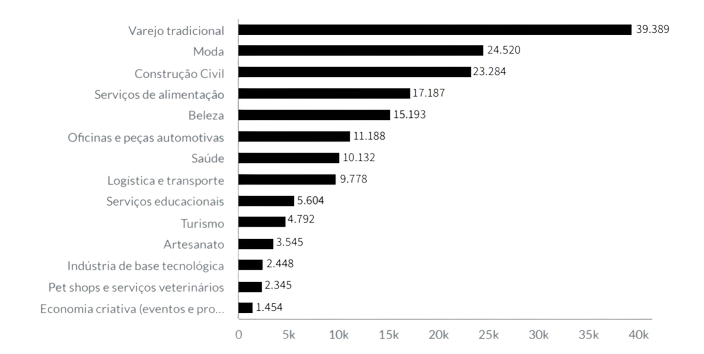 Varejo tradicional 39.389
Moda 24.520
Construção Civil 23.284
Serviços de alimentação 17.187
Beleza 15.193
Oficinas e peças automotivas 11.188
Saúde 10.132
Logística e transporte 9.778
Serviços educacionais 5.604
Turismo 4.792
Artesanato 3.545
Indústria de base tecnológica 2.448
Pet shops e serviços veterinários 2.345
Economia criativa (eventos e pro... 1.454
0 5k 10k 15k 20k 25k 30k 35k 40k